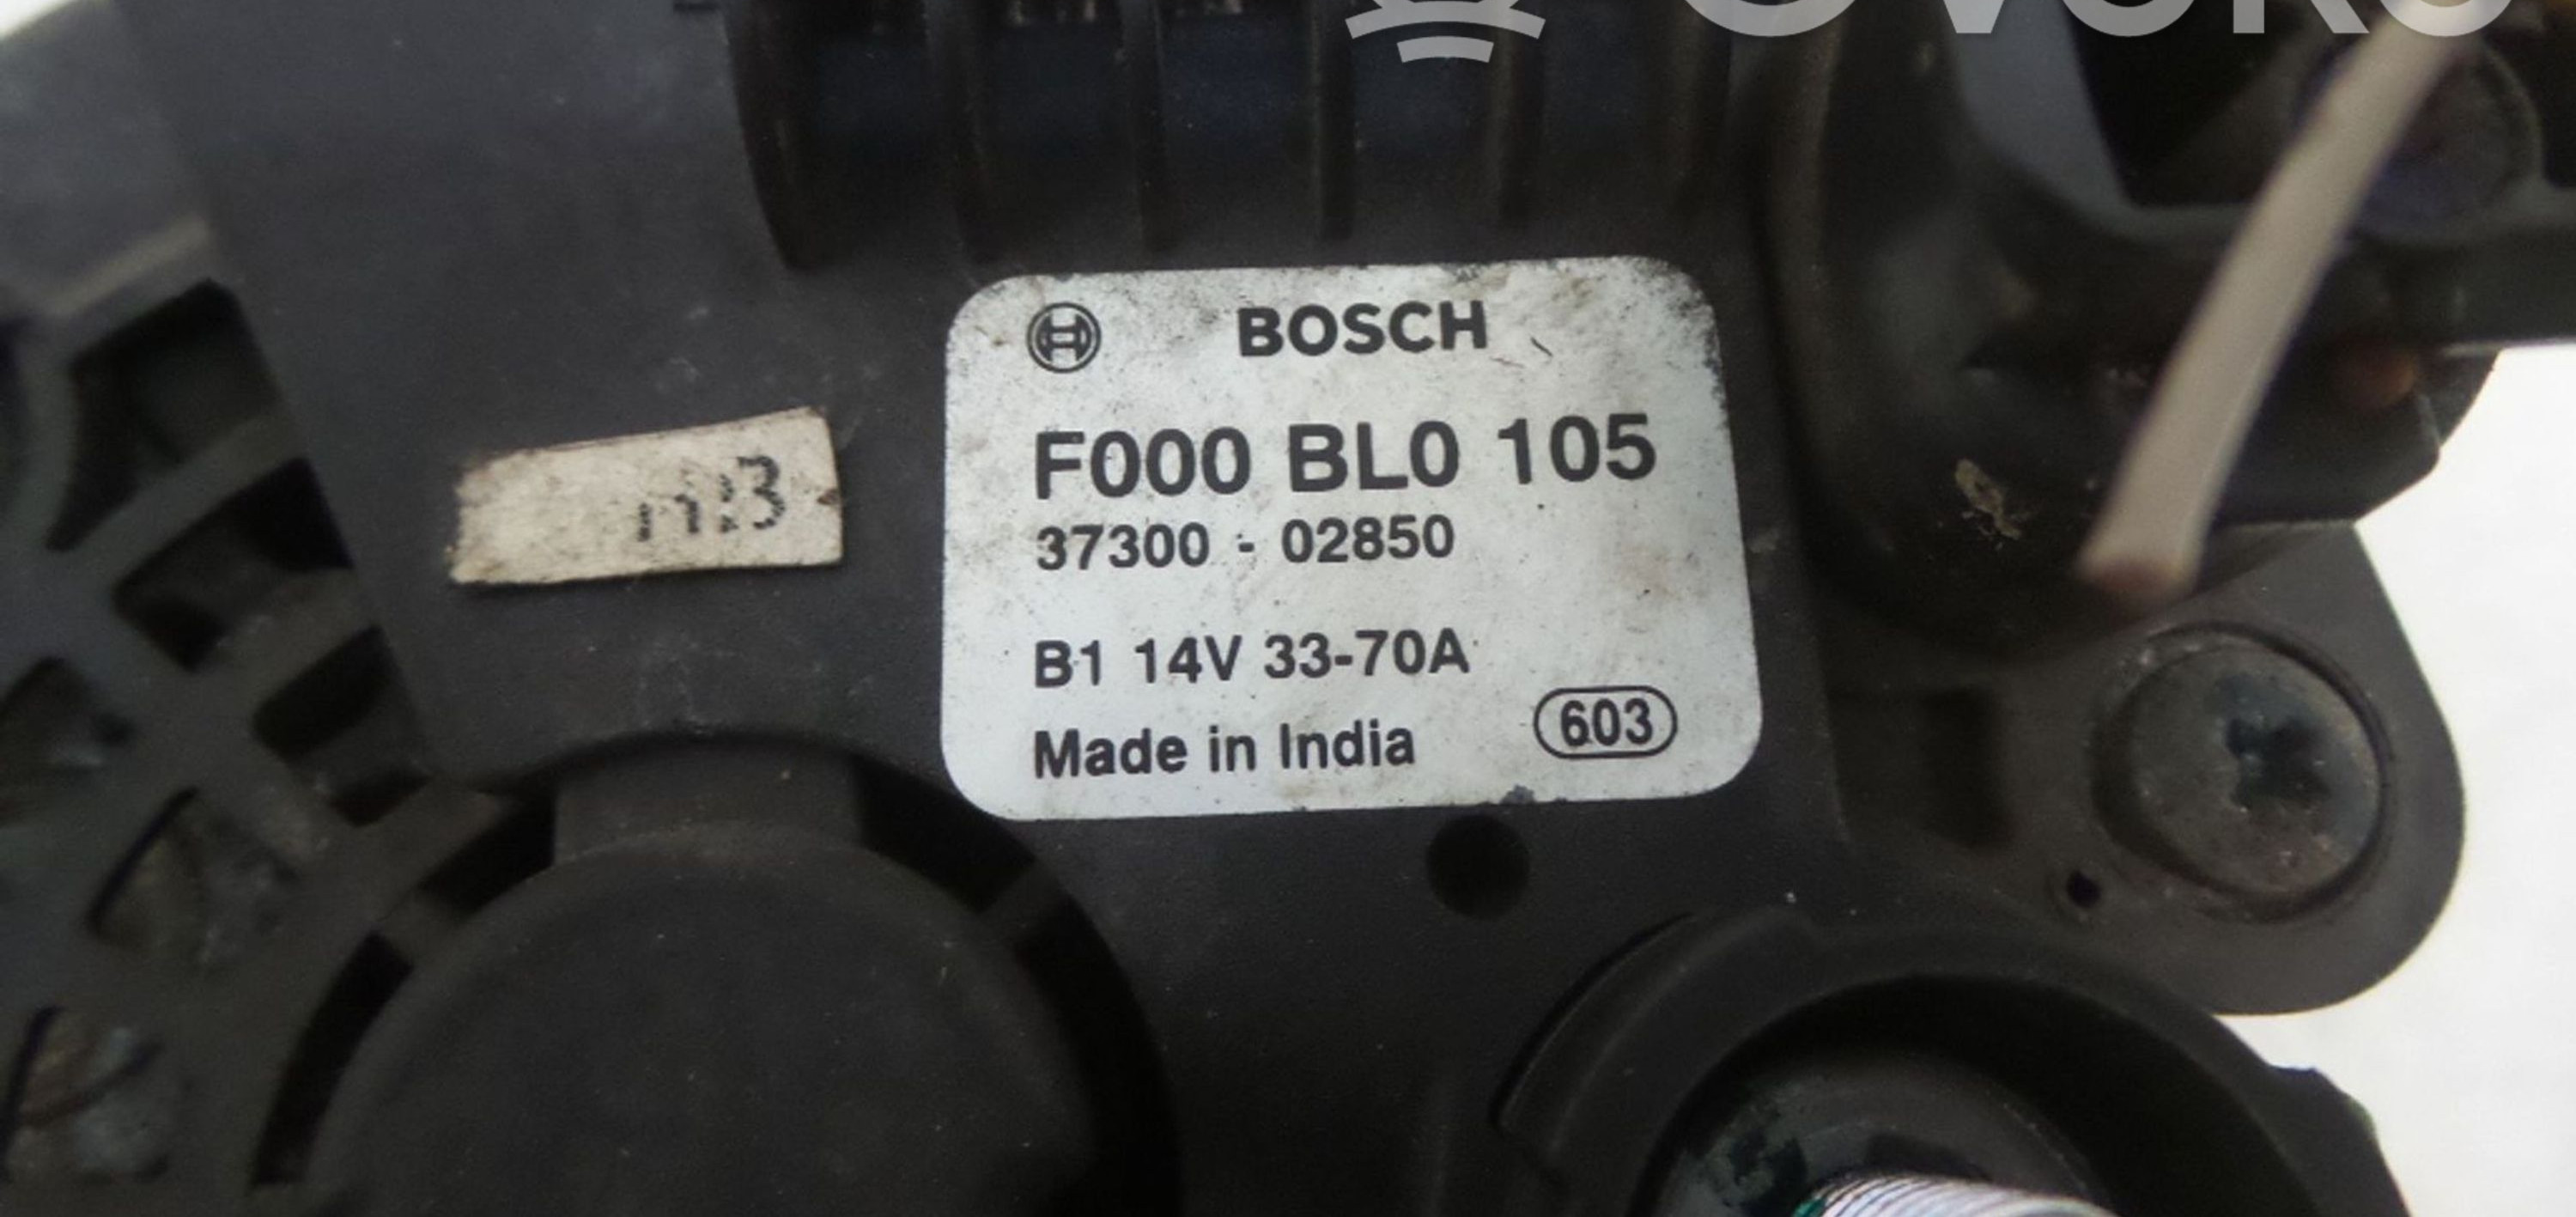 BOSCH
F000 BL0 105
37300 - 02850
B1 14V 33-70A
Made in India
603